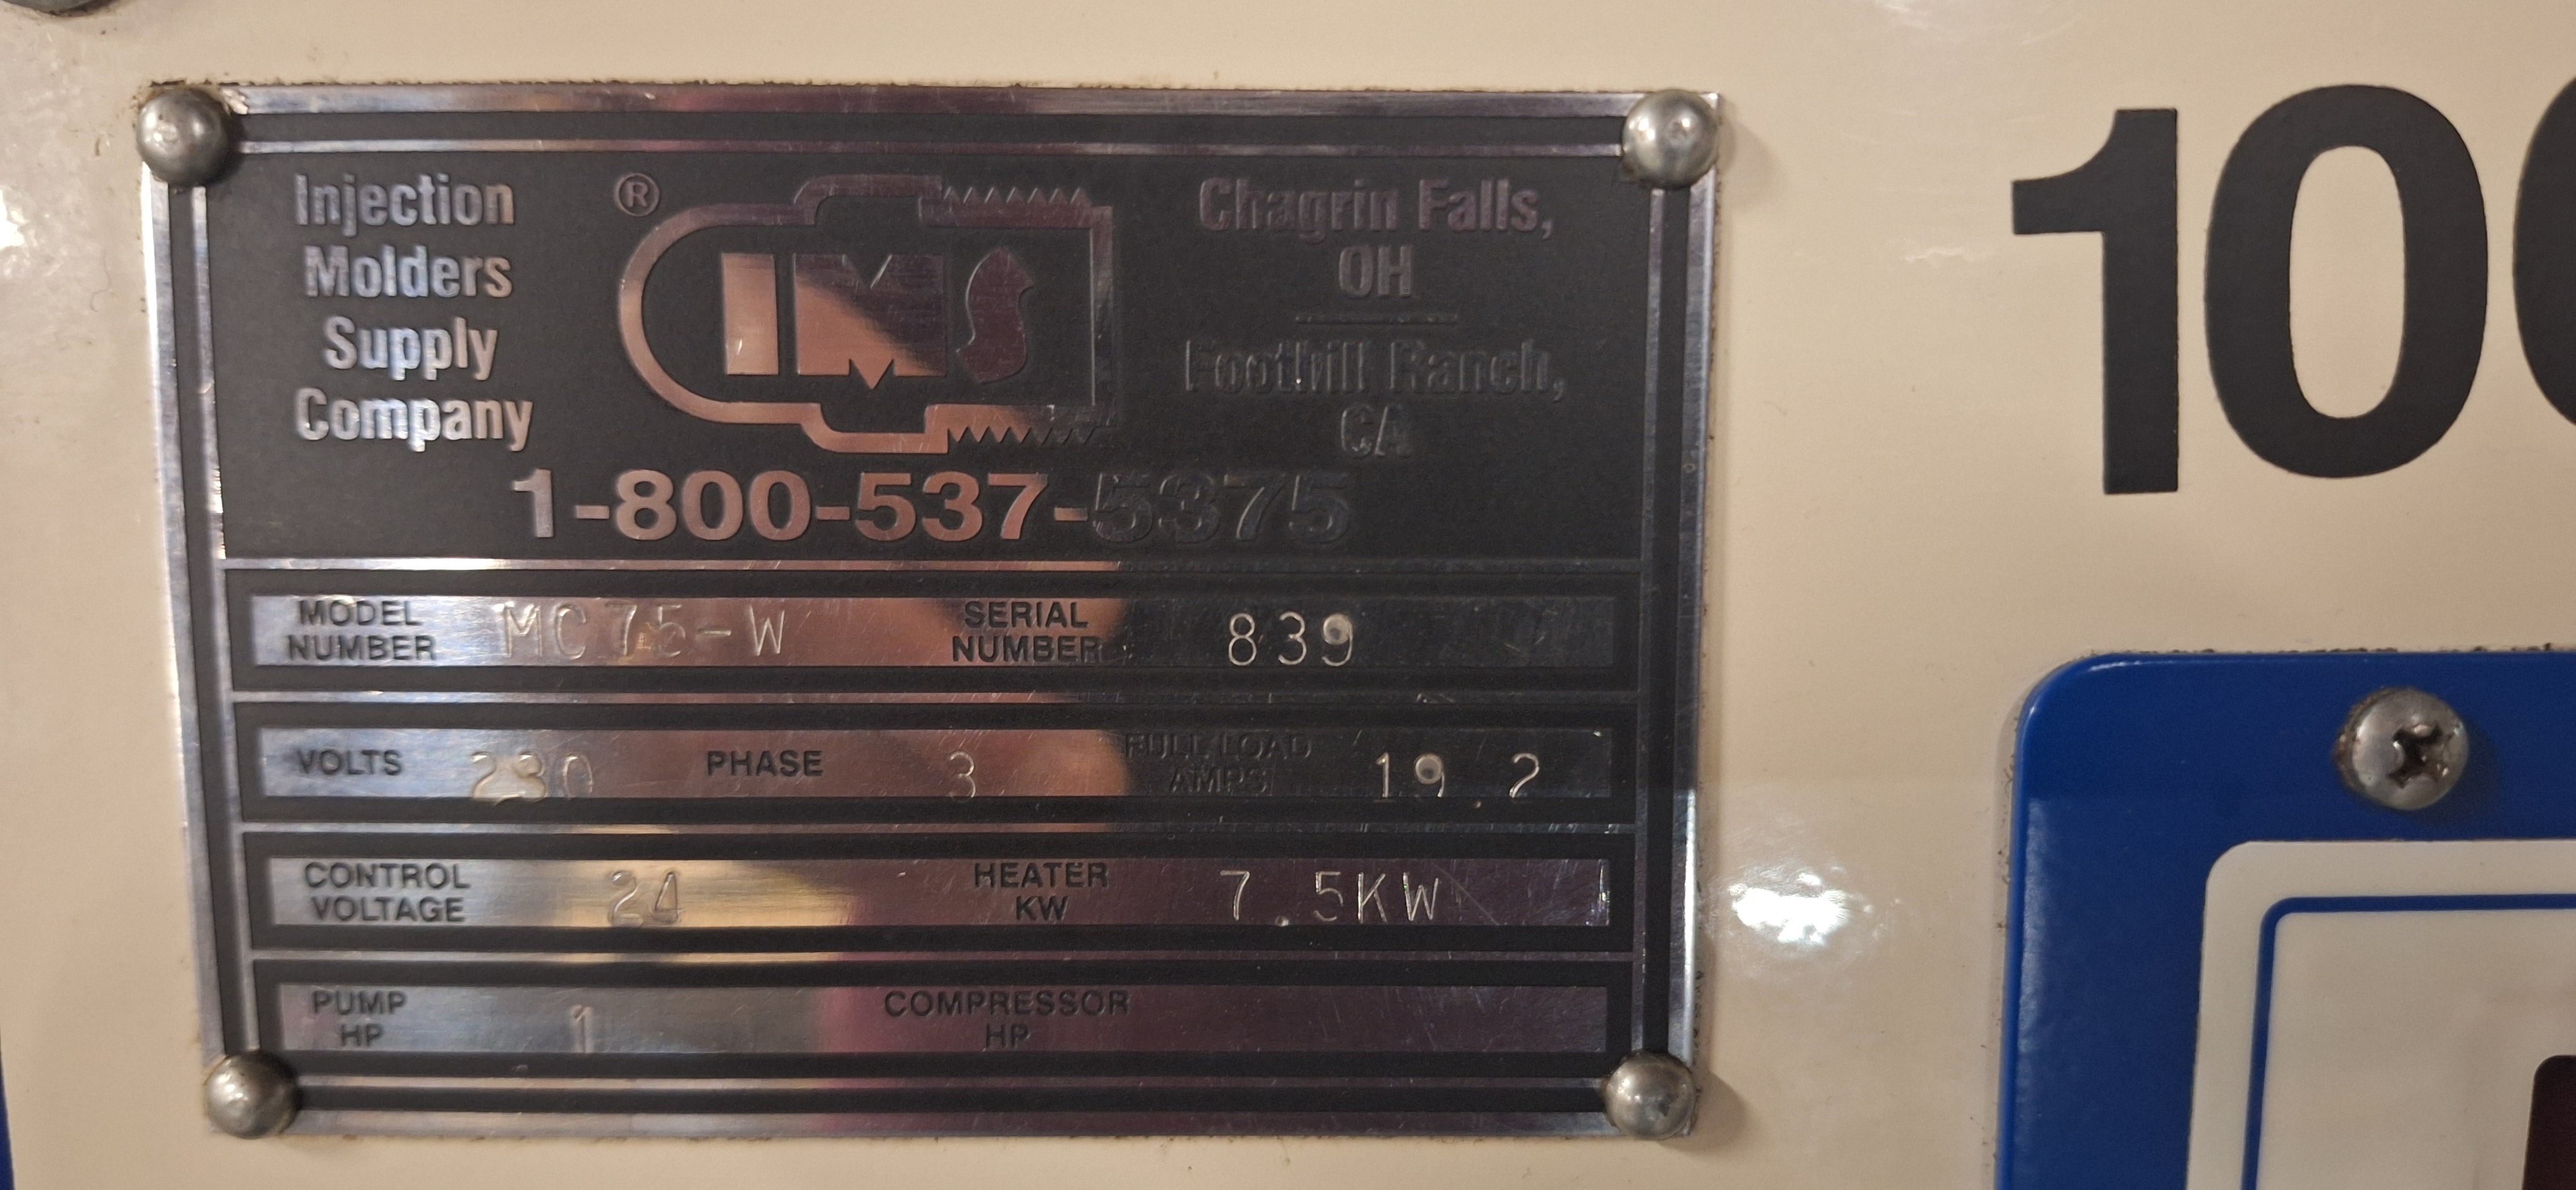 Injection
Molders
Supply
Company
®
IMS
Chagrin Falls,
OH
Foothill Ranch,
CA
1-800-537-5375
MODEL NUMBER MC75-W SERIAL NUMBER 839
VOLTS 230 PHASE 3 FULL LOAD AMPS 19.2
CONTROL VOLTAGE 24 HEATER KW 7.5KW
PUMP HP 1 COMPRESSOR HP
10